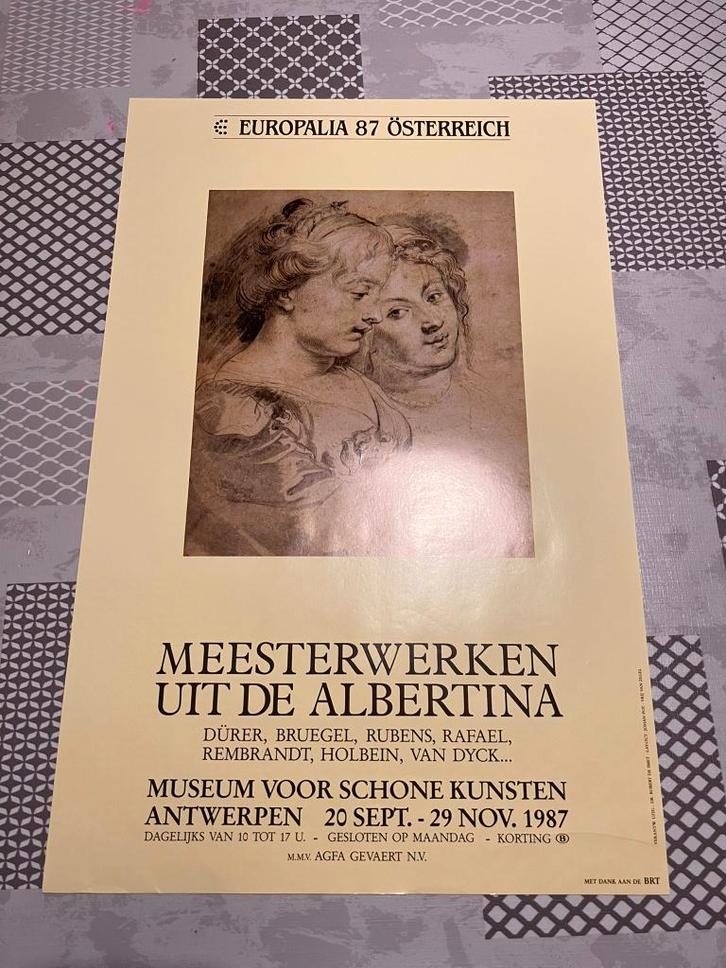 EUROPALIA 87 ÖSTERREICH
MEESTERWERKEN
UIT DE ALBERTINA
DÜRER, BRUEGEL, RUBENS, RAFAEL,
REMBRANDT, HOLBEIN, VAN DYCK...
MUSEUM VOOR SCHONE KUNSTEN
ANTWERPEN 20 SEPT. - 29 NOV. 1987
DAGELIJKS VAN 10 TOT 17 U. - GESLOTEN OP MAANDAG - KORTING B
M.M.V. AGFA GEVAERT N.V.
MET DANK AAN DE BRT